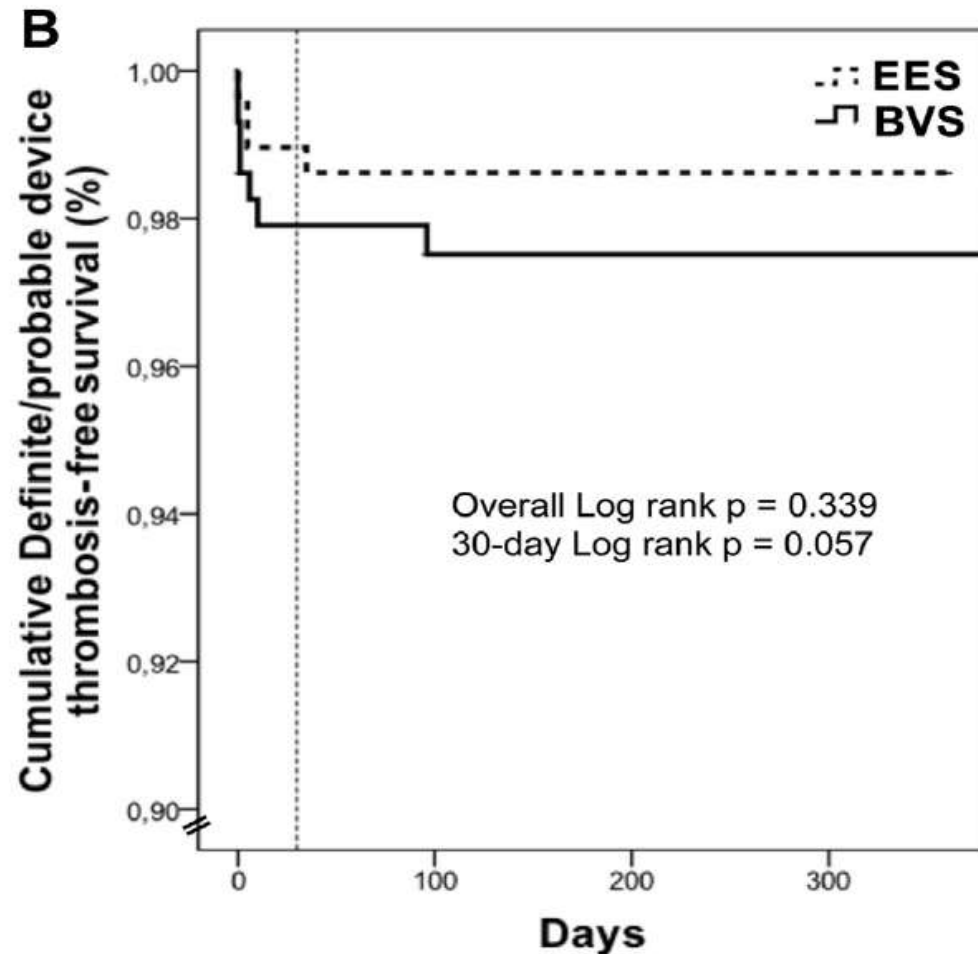 B
Cumulative Definite/probable device
thrombosis-free survival (%)
1,00
0,98
0,96
0,94
0,92
0,90
EES
BVS
Overall Log rank p = 0.339
30-day Log rank p = 0.057
0
100
200
300
Days